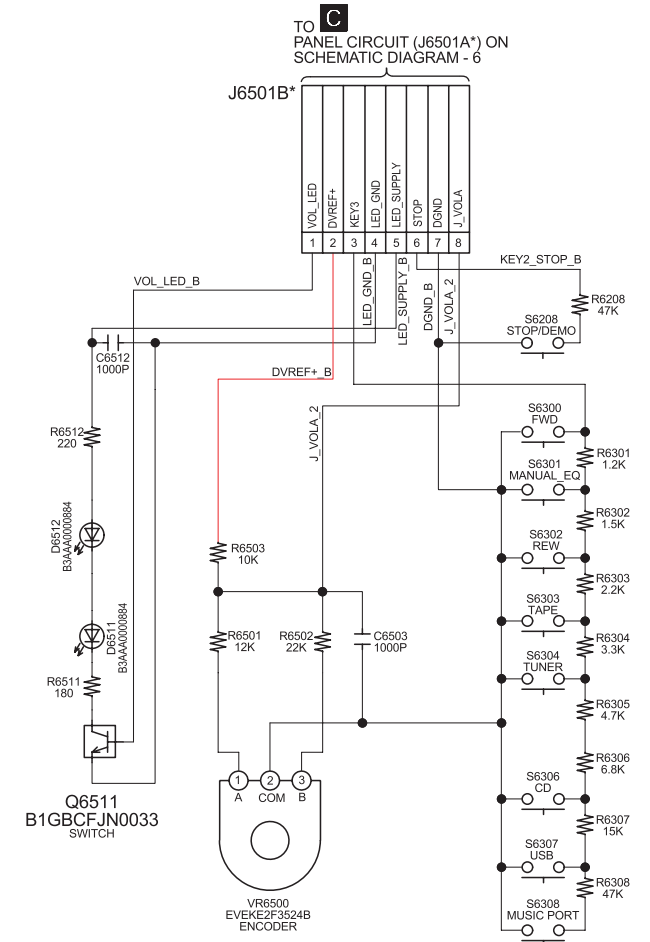 TO C
PANEL CIRCUIT (J6501A*) ON
SCHEMATIC DIAGRAM - 6
J6501B*
VOL_LED
DVREF+
KEY3
LED_GND
LED_SUPPLY
STOP
DGND
J_VOLA
1 2 3 4 5 6 7 8
VOL_LED_B
LED_GND_B
LED_SUPPLY_B
DGND_B
J_VOLA_2
KEY2_STOP_B
R6208
47K
S6208
STOP/DEMO
C6512
1000P
DVREF+_B
J_VOLA_2
R6512
220
D6512
B3AAA0000884
D6511
B3AAA0000884
R6511
180
Q6511
B1GBCFJN0033
SWITCH
R6503
10K
R6501
12K
R6502
22K
C6503
1000P
1 2 3
A COM B
VR6500
EVEKE2F3524B
ENCODER
S6300
FWD
R6301
1.2K
S6301
MANUAL_EQ
R6302
1.5K
S6302
REW
R6303
2.2K
S6303
TAPE
R6304
3.3K
S6304
TUNER
R6305
4.7K
R6306
6.8K
S6306
CD
R6307
15K
S6307
USB
R6308
47K
S6308
MUSIC PORT